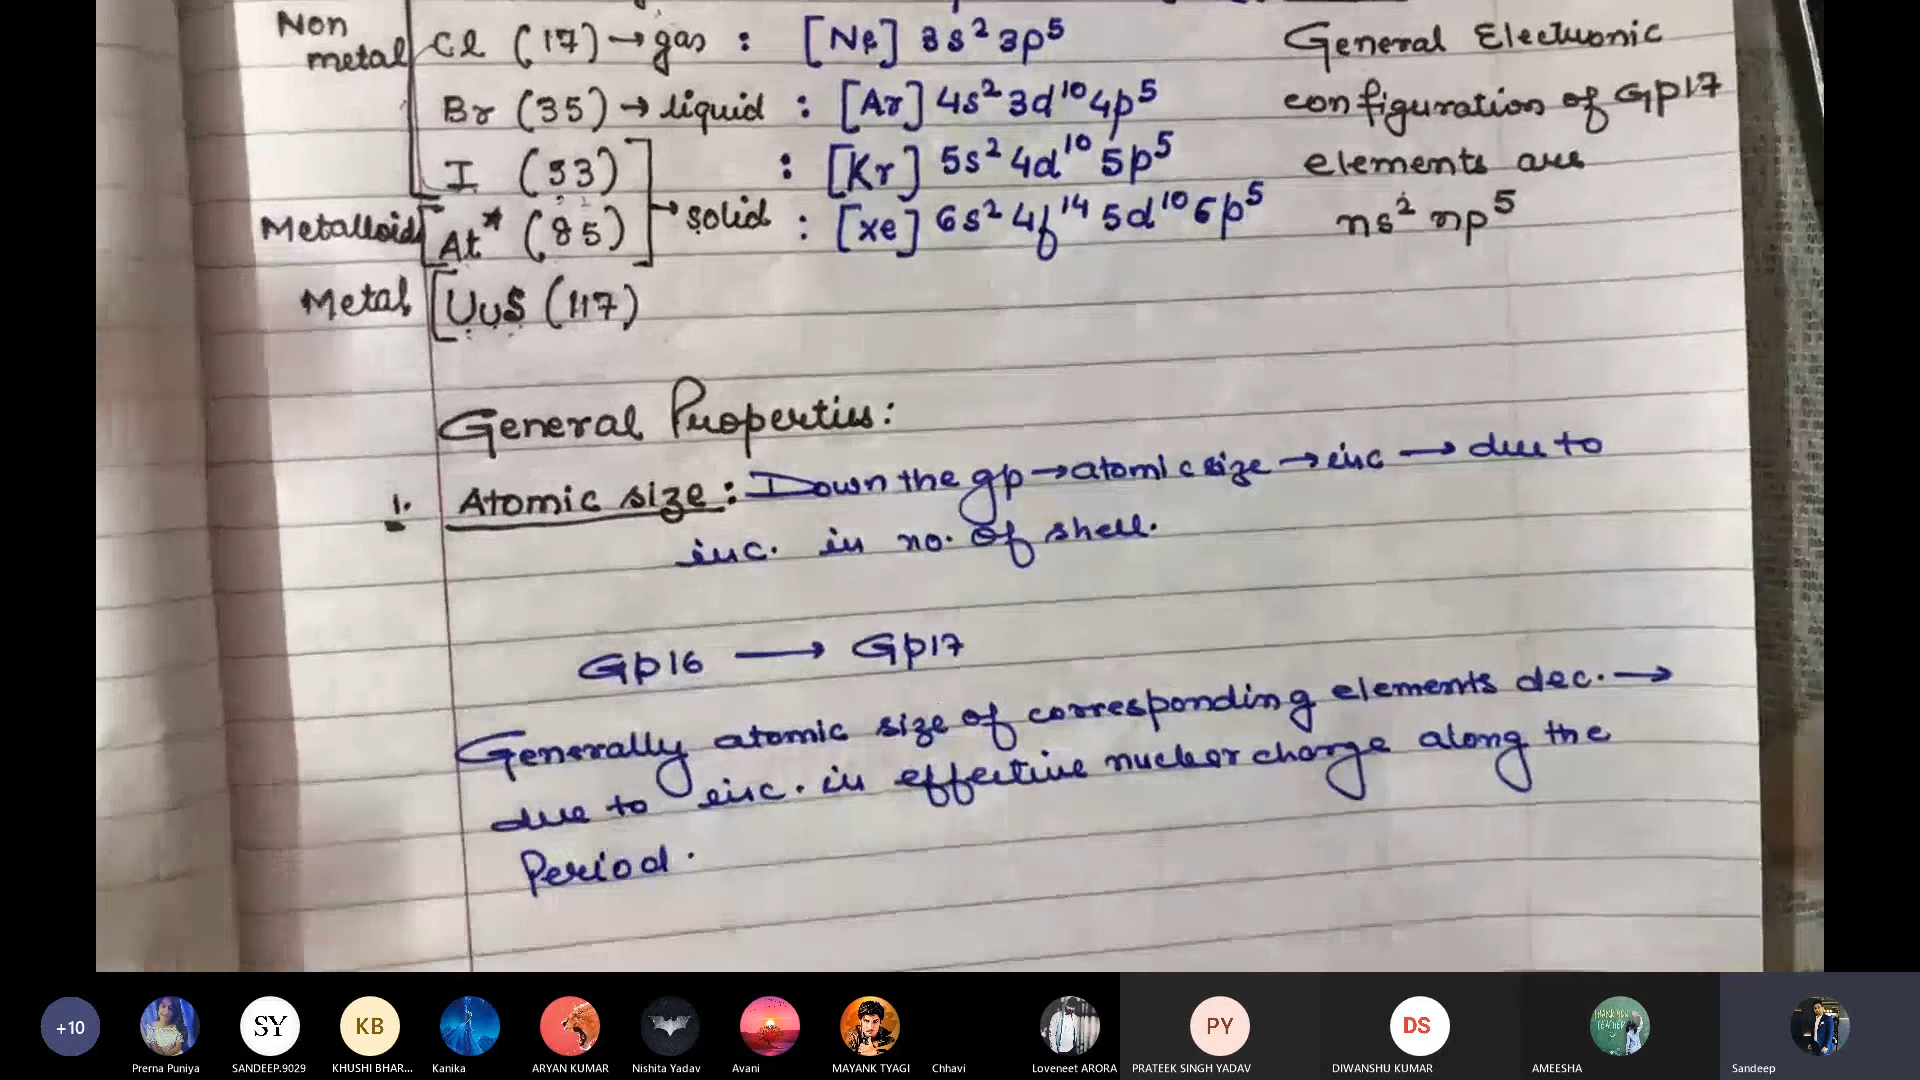 Non
metal
Cl (17) → gas : [Ne] 3s² 3p⁵ General Electronic
Br (35) → liquid : [Ar] 4s² 3d¹⁰ 4p⁵ configuration of Gp17
I (53) : [Kr] 5s² 4d¹⁰ 5p⁵ elements are
Metalloids At* (85) → solid : [xe] 6s² 4f¹⁴ 5d¹⁰ 6p⁵ ns² np⁵
Metal [UuS (117)
General Properties:
1. Atomic size : Down the gp → atomic size → inc → due to
inc. in no. of shell.
Gp16 → Gp17
Generally atomic size of corresponding elements dec. →
due to inc. in effective nuclear charge along the
Period.
+10
SY
KB
PY
DS
THANK YOU
TEACHER
Prerna Puniya
SANDEEP.9029
KHUSHI BHAR...
Kanika
ARYAN KUMAR
Nishita Yadav
Avani
MAYANK TYAGI
Chhavi
Loveneet ARORA
PRATEEK SINGH YADAV
DIWANSHU KUMAR
AMEESHA
Sandeep